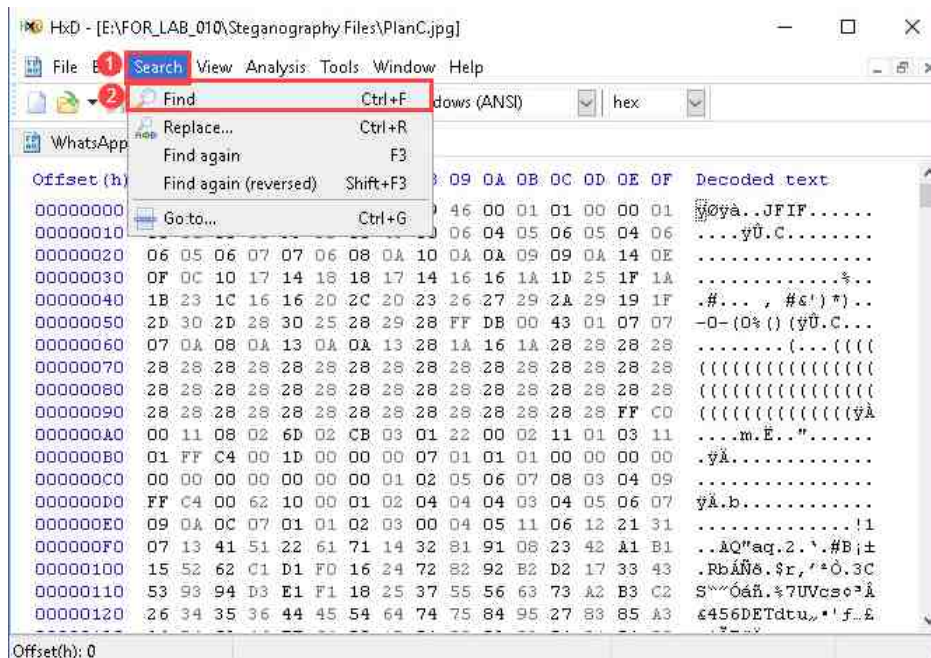 HxD - [E:\FOR_LAB_010\Steganography Files\PlanC.jpg]
File Search View Analysis Tools Window Help
1
2
Find Ctrl+F
Replace... Ctrl+R
Find again F3
Find again (reversed) Shift+F3
Go to... Ctrl+G
(ANSI) hex
WhatsApp
Offset(h) 09 0A 0B 0C 0D 0E 0F Decoded text
00000000 46 00 01 01 00 00 01 ÿØÿà..JFIF......
00000010 06 04 05 06 05 04 06 ....ÿÛ.C........
00000020 06 05 06 07 07 06 08 0A 10 0A 0A 09 09 0A 14 0E ................
00000030 0F 0C 10 17 14 18 18 17 14 16 16 1A 1D 25 1F 1A .............%..
00000040 1B 23 1C 16 16 20 2C 20 23 26 27 29 2A 29 19 1F .#... , #&')*)..
00000050 2D 30 2D 28 30 25 28 29 28 FF DB 00 43 01 07 07 -0-(0%()(ÿÛ.C...
00000060 07 0A 08 0A 13 0A 0A 13 28 1A 16 1A 28 28 28 28 ........(...((((
00000070 28 28 28 28 28 28 28 28 28 28 28 28 28 28 28 28 ((((((((((((((((
00000080 28 28 28 28 28 28 28 28 28 28 28 28 28 28 28 28 ((((((((((((((((
00000090 28 28 28 28 28 28 28 28 28 28 28 28 28 28 FF C0 ((((((((((((((ÿÀ
000000A0 00 11 08 02 6D 02 CB 03 01 22 00 02 11 01 03 11 ....m.Ë.."......
000000B0 01 FF C4 00 1D 00 00 00 07 01 01 01 00 00 00 00 .ÿÄ.............
000000C0 00 00 00 00 00 00 01 02 05 06 07 08 03 04 09 ................
000000D0 FF C4 00 62 10 00 01 02 04 04 04 03 04 05 06 07 ÿÄ.b............
000000E0 09 0A 0C 07 01 01 02 03 00 04 05 11 06 12 21 31 ..............!1
000000F0 07 13 41 51 22 61 71 14 32 81 91 08 23 42 A1 B1 ..AQ"aq.2.‘.#B¡±
00000100 15 52 62 C1 D1 F0 16 24 72 82 92 B2 D2 17 33 43 .RbÁÑð.$r‚’²Ò.3C
00000110 53 93 94 D3 E1 F1 18 25 37 55 56 63 73 A2 B3 C2
00000120 26 34 35 36 44 45 54 64 74 75 84 95 27 83 85 A3 &456DETdtu„•'ƒ…£
Offset(h): 0